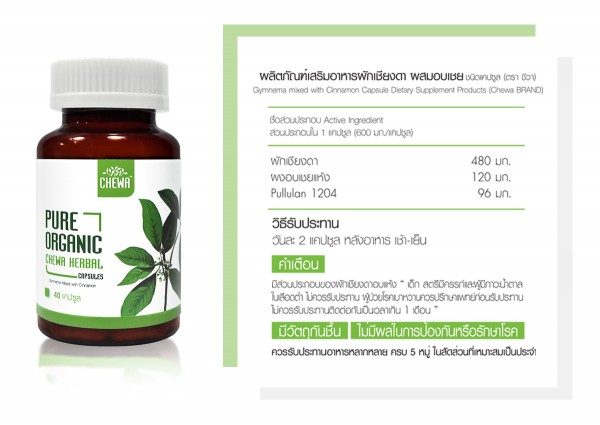 CHEWA
PURE
ORGANIC
CHEWA HERBAL
CAPSULES
Gymnema Mixed with Cinnamon
40 แคปซูล
ผลิตภัณฑ์เสริมอาหารผักเชียงดา ผสมอบเชย ชนิดแคปซูล (ตรา ชีวา)
Gymnema mixed with Cinnamon Capsule Dietary Supplement Products (Chewa BRAND)
ชื่อส่วนประกอบ Active Ingredient
ส่วนประกอบใน 1 แคปซูล (600 มก./แคปซูล)
ผักเชียงดา 480 มก.
ผงอบเชยแห้ง 120 มก.
Pullulan 1204 96 มก.
วิธีรับประทาน
วันละ 2 แคปซูล หลังอาหาร เช้า-เย็น
คำเตือน
มีส่วนประกอบของผักเชียงดาอบแห้ง " เด็ก สตรีมีครรภ์และผู้มีภาวะน้ำตาล
ในเลือดต่ำ ไม่ควรรับประทาน ผู้ป่วยโรคเบาหวานควรปรึกษาแพทย์ก่อนรับประทาน
ไม่ควรรับประทานติดต่อกันเป็นเวลาเกิน 1 เดือน "
มีวัตถุกันชื้น ไม่มีผลในการป้องกันหรือรักษาโรค
ควรรับประทานอาหารหลากหลาย ครบ 5 หมู่ ในสัดส่วนที่เหมาะสมเป็นประจำ